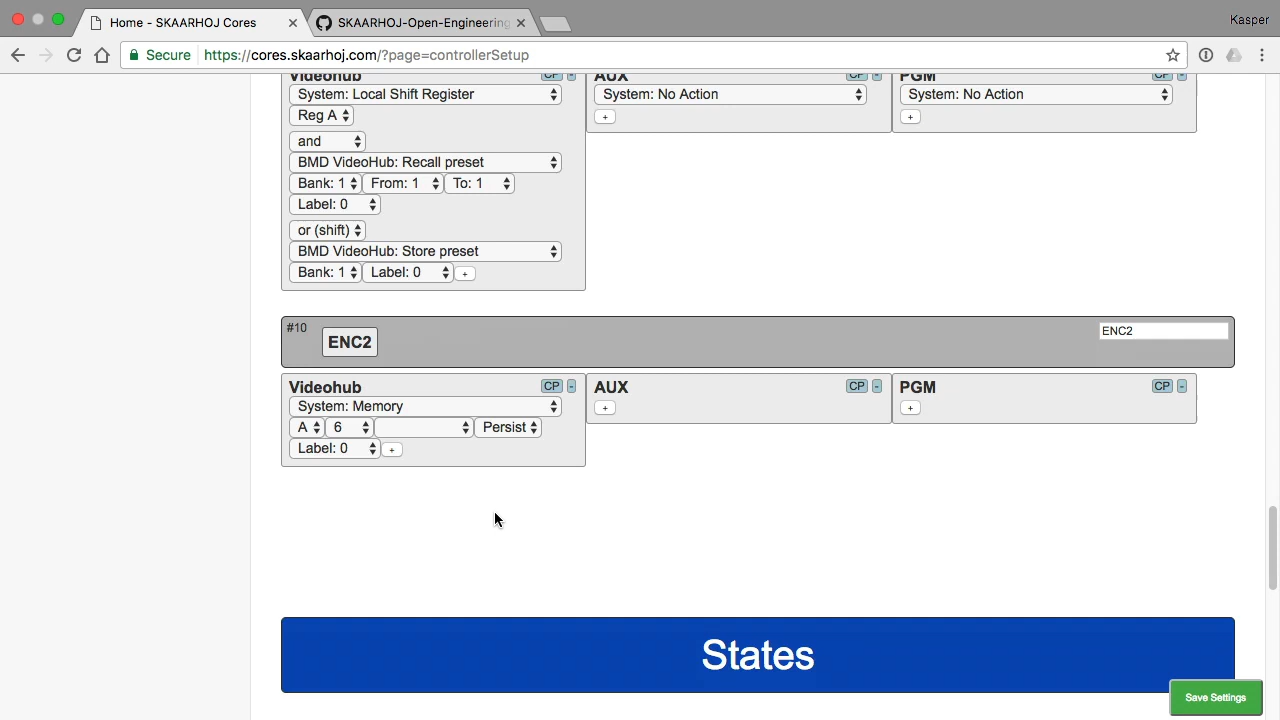 Home - SKAARHOJ Cores
SKAARHOJ-Open-Engineering
Kasper
Secure
https://cores.skaarhoj.com/?page=controllerSetup
Videohub CP - AUX CP - PGM CP -
System: Local Shift Register System: No Action System: No Action
Reg A + +
and
BMD VideoHub: Recall preset
Bank: 1 From: 1 To: 1
Label: 0
or (shift)
BMD VideoHub: Store preset
Bank: 1 Label: 0 +
#10 ENC2 ENC2
Videohub CP - AUX CP - PGM CP -
System: Memory + +
A 6 Persist
Label: 0 +
States
Save Settings